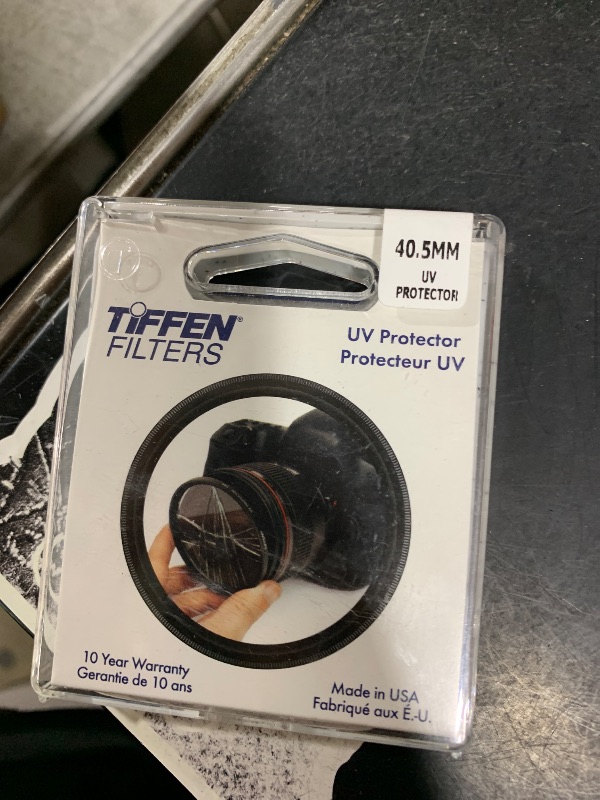 40.5MM
UV
PROTECTOR
TiFFEN®
FILTERS
UV Protector
Protecteur UV
10 Year Warranty
Gerantie de 10 ans
Made in USA
Fabriqué aux É.-U.